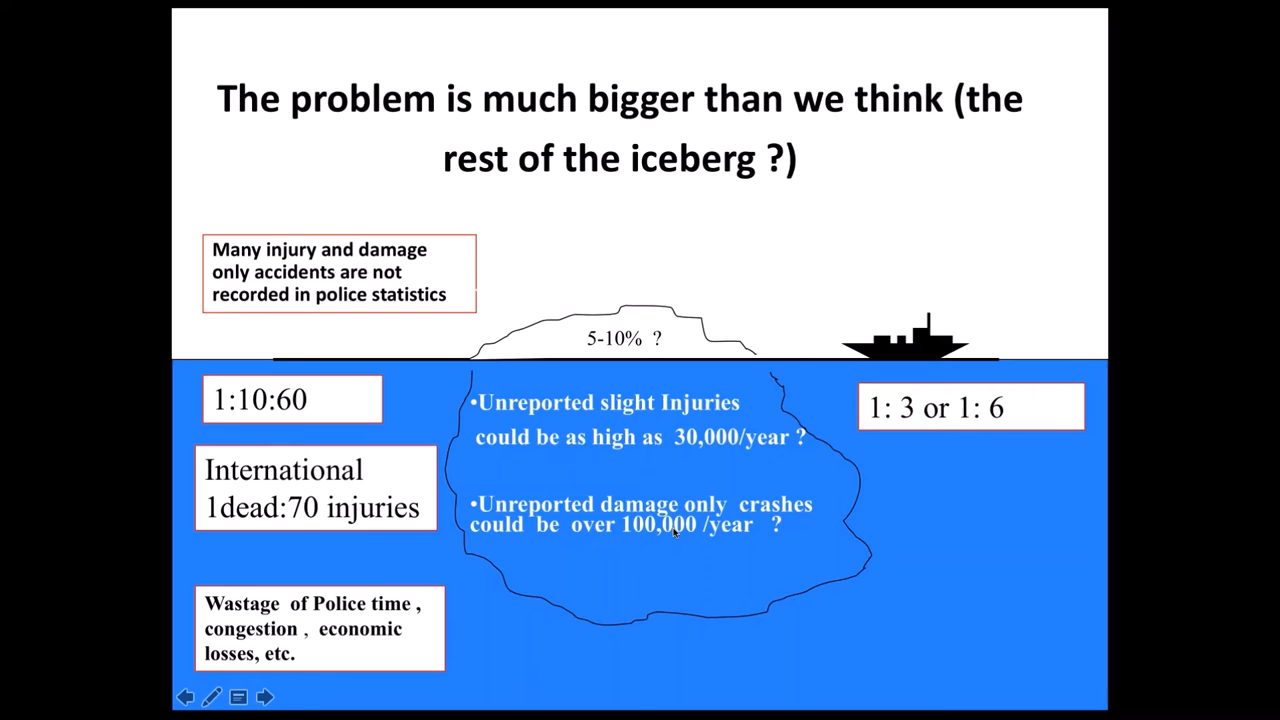 The problem is much bigger than we think (the
rest of the iceberg ?)
Many injury and damage
only accidents are not
recorded in police statistics
5-10% ?
1:10:60
International
1dead:70 injuries
Wastage of Police time ,
congestion , economic
losses, etc.
•Unreported slight Injuries
could be as high as 30,000/year ?
•Unreported damage only crashes
could be over 100,000 /year ?
1: 3 or 1: 6